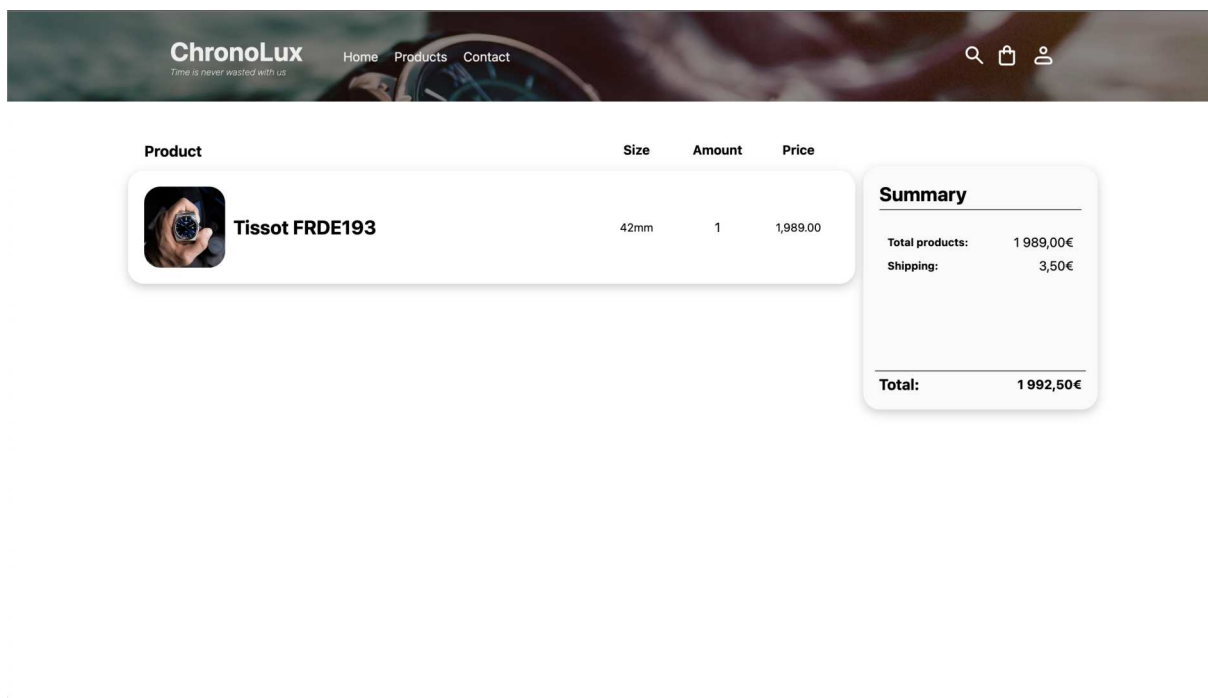 ChronoLux
Time is never wasted with us
Home Products Contact
Product Size Amount Price
Tissot FRDE193 42mm 1 1,989.00
Summary
Total products: 1 989,00€
Shipping: 3,50€
Total: 1 992,50€